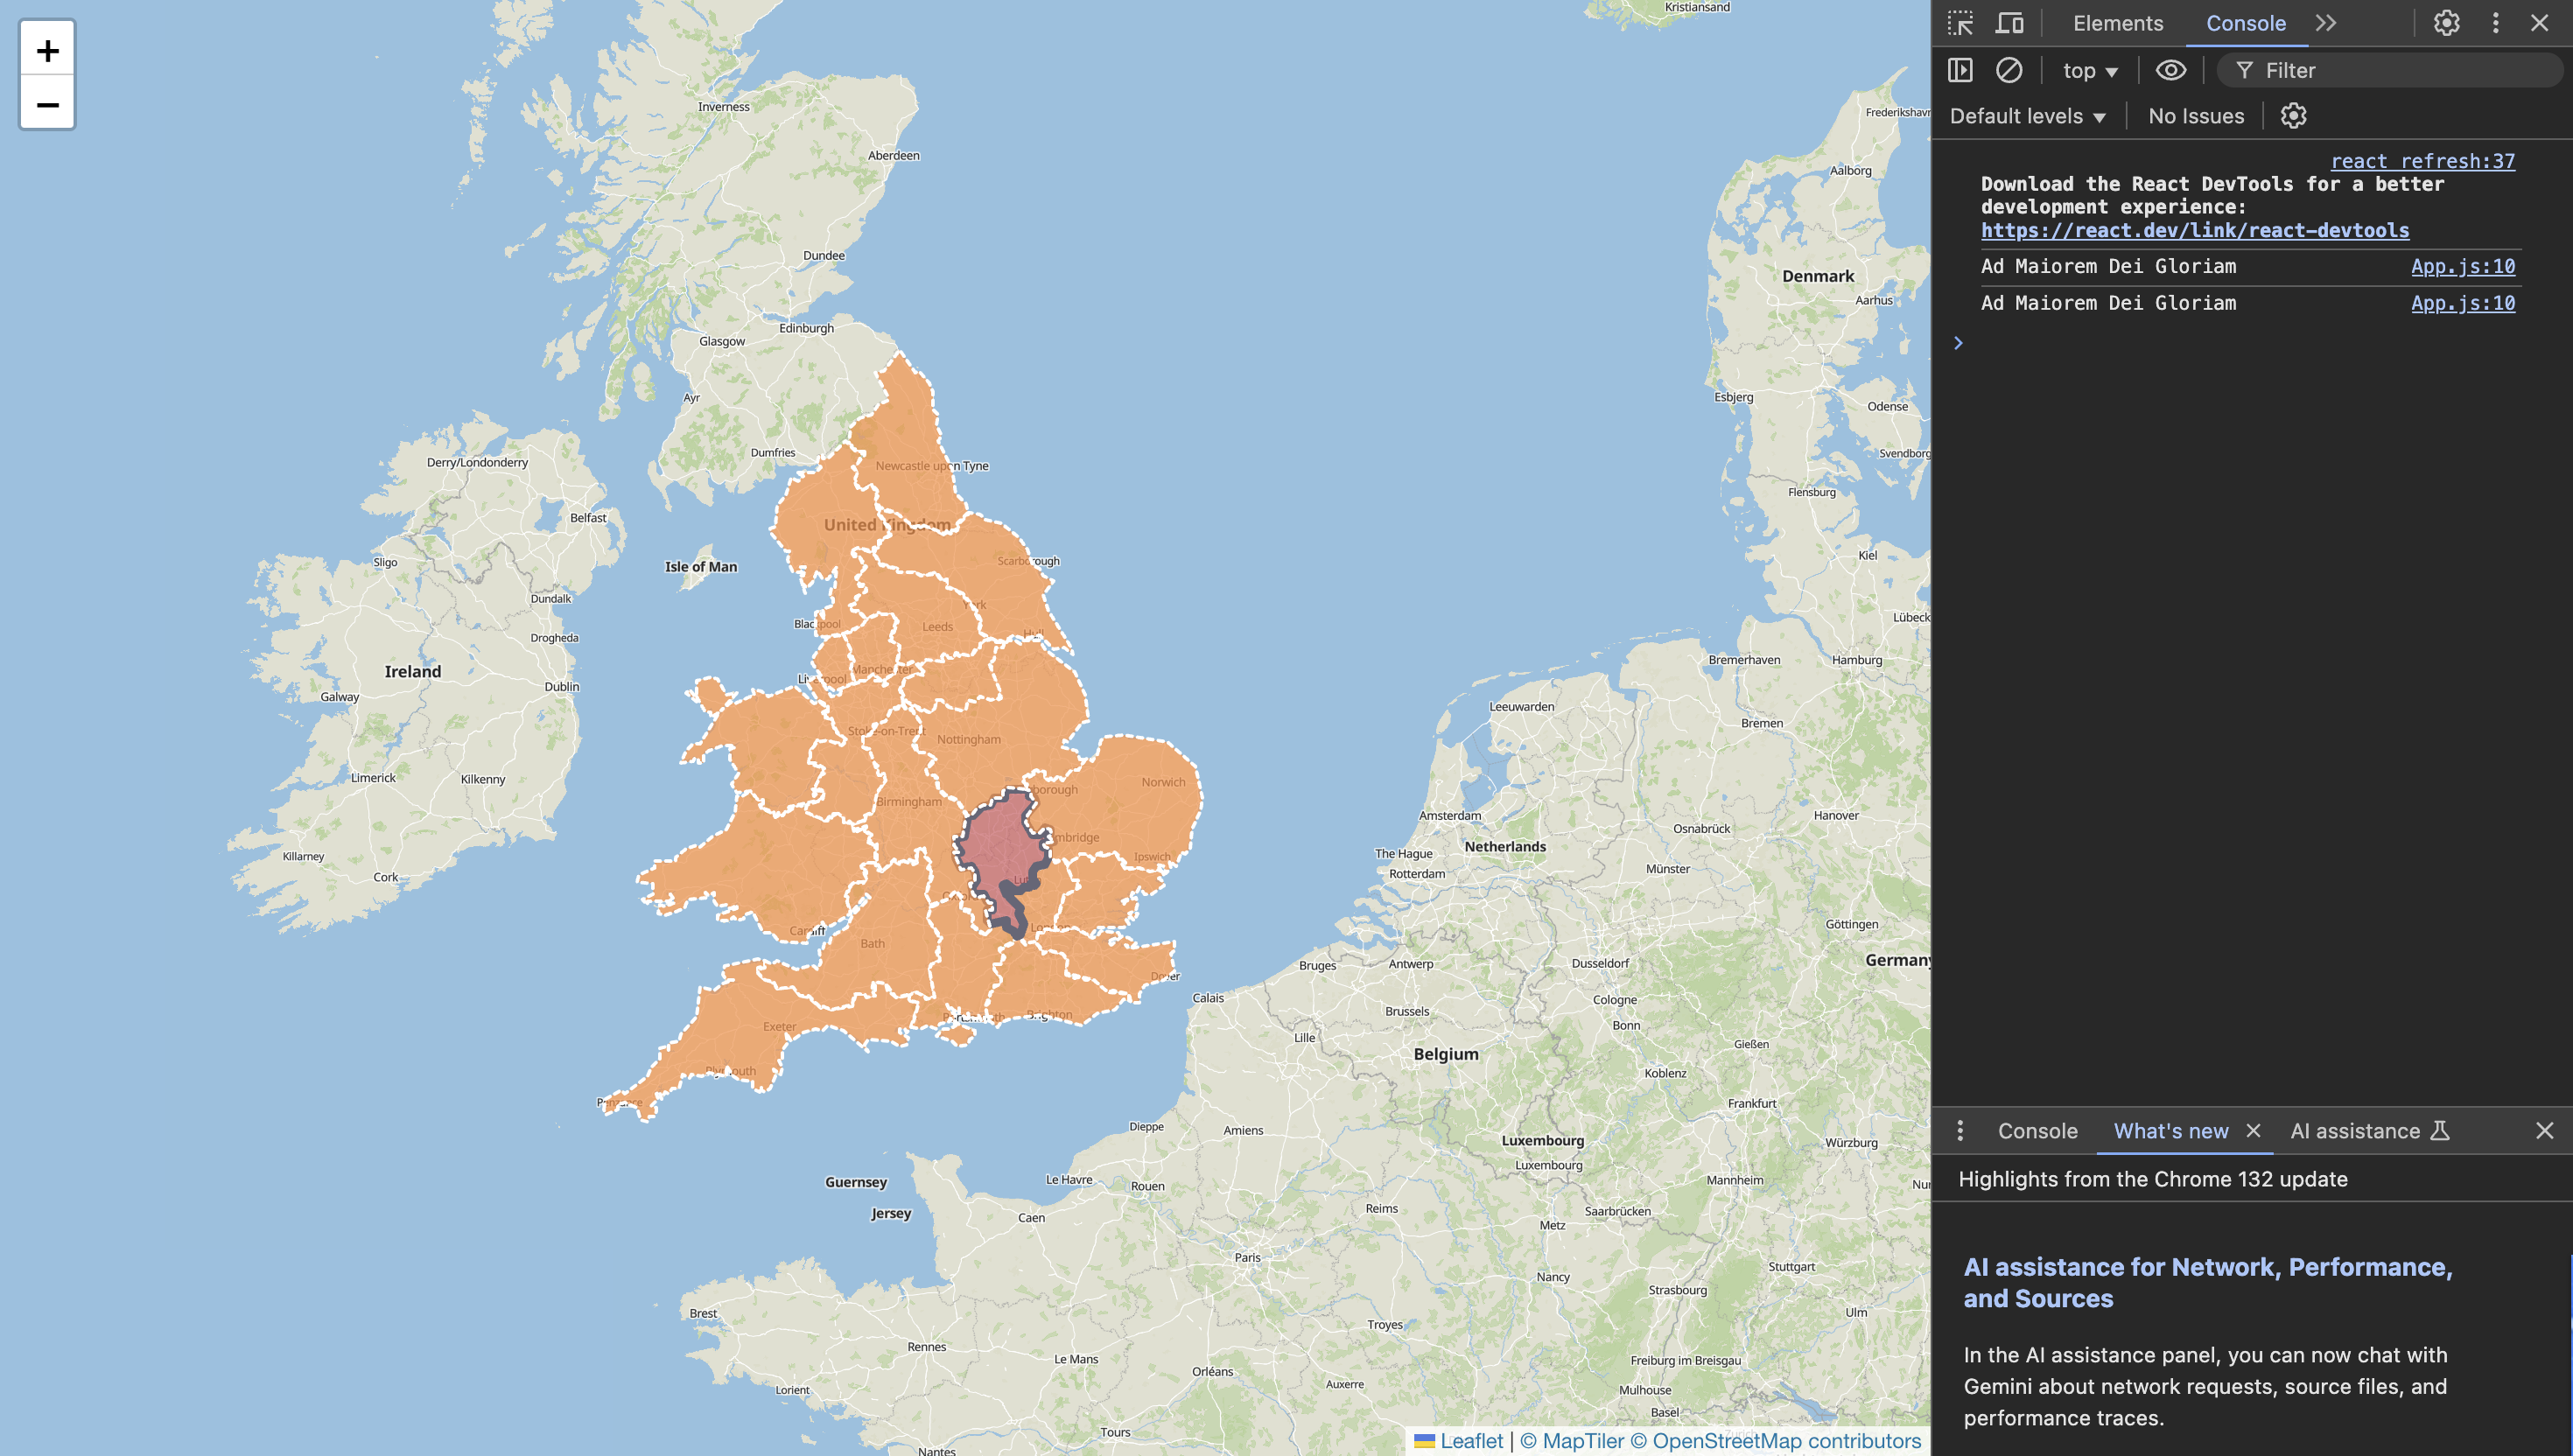 +
−
Kristiansand
Inverness
Aberdeen
Frederikshavn
Aalborg
Dundee
Denmark
Aarhus
Edinburgh
Glasgow
Ayr
Esbjerg
Odense
Dumfries
Svendborg
Derry/Londonderry
Newcastle upon Tyne
Flensburg
Belfast
United Kingdom
Kiel
Sligo
Isle of Man
Scarborough
Dundalk
York
Lübeck
Blackpool
Leeds
Hull
Drogheda
Ireland
Manchester
Liverpool
Bremerhaven
Hamburg
Galway
Dublin
Leeuwarden
Bremen
Stoke-on-Trent
Nottingham
Limerick
Kilkenny
Norwich
borough
Birmingham
Amsterdam
Osnabrück
Hanover
mbridge
Killarney
Ipswich
The Hague
Netherlands
Rotterdam
Münster
Cork
Göttingen
Cardiff
Bath
Bruges
Antwerp
Dusseldorf
Germany
Dover
Calais
Cologne
Brussels
Brighton
Exeter
Lille
Bonn
Belgium
Gießen
Plymouth
Koblenz
Penzance
Frankfurt
Dieppe
Amiens
Luxembourg
Würzburg
Luxembourg
Guernsey
Le Havre
Rouen
Mannheim
Jersey
Caen
Reims
Saarbrücken
Metz
Paris
Nancy
Stuttgart
Strasbourg
Brest
Troyes
Ulm
Rennes
Le Mans
Orléans
Auxerre
Freiburg im Breisgau
Lorient
Mulhouse
Basel
Tours
Nantes
Leaflet | © MapTiler © OpenStreetMap contributors
Elements Console
top Filter
Default levels No Issues
react refresh:37
Download the React DevTools for a better
development experience:
https://react.dev/link/react-devtools
Ad Maiorem Dei Gloriam App.js:10
Ad Maiorem Dei Gloriam App.js:10
Console What's new AI assistance
Highlights from the Chrome 132 update
AI assistance for Network, Performance,
and Sources
In the AI assistance panel, you can now chat with
Gemini about network requests, source files, and
performance traces.